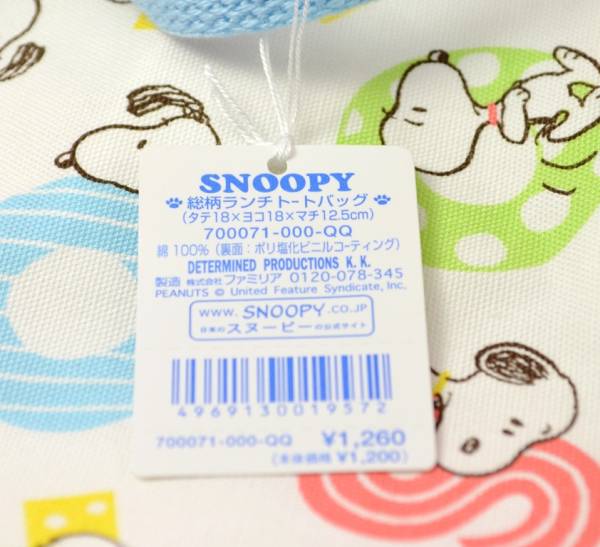 SNOOPY
総柄ランチトートバッグ
(タテ18×ヨコ18×マチ12.5cm)
700071-000-QQ
綿 100%(裏面:ポリ塩化ビニルコーティング)
DETERMINED PRODUCTIONS K. K.
製造 株式会社ファミリア 0120-078-345
PEANUTS © United Feature Syndicate, Inc.
www.SNOOPY.co.jp
日本のスヌーピーの公式サイト
4969130019572
700071-000-QQ ¥1,260
(本体価格 ¥1,200)